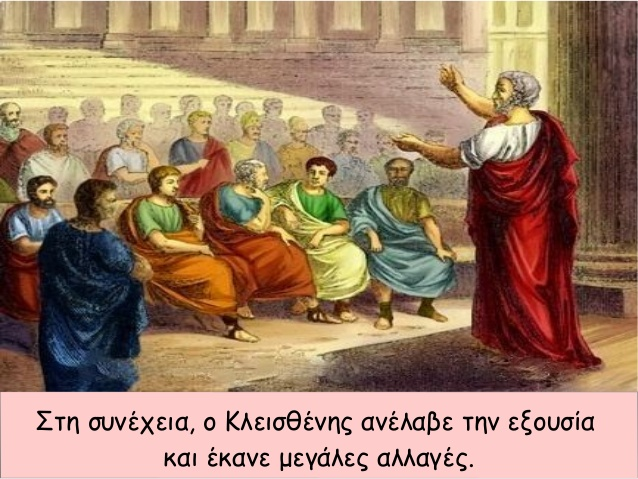 Στη συνέχεια, ο Κλεισθένης ανέλαβε την εξουσία
και έκανε μεγάλες αλλαγές.